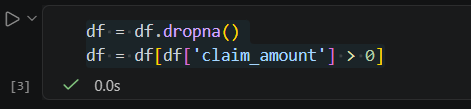 df = df.dropna()
df = df[df['claim_amount'] > 0]
[3]
0.0s